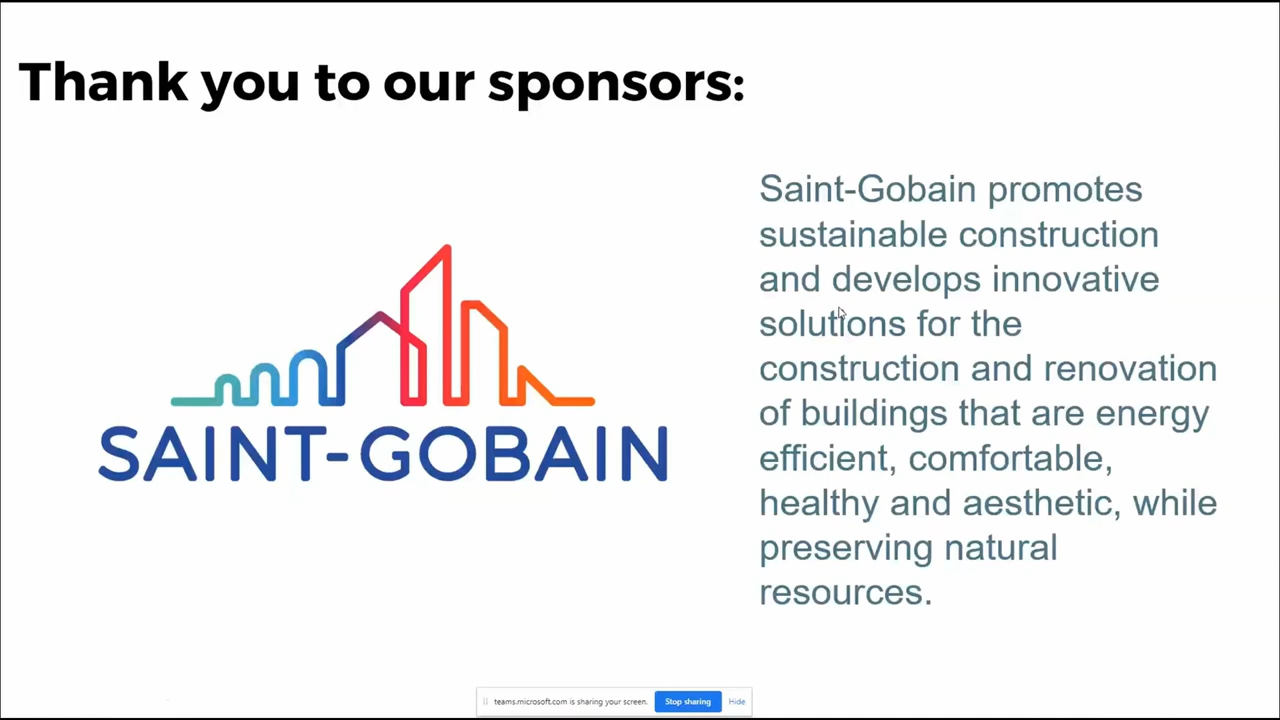 Thank you to our sponsors:
Saint-Gobain promotes
sustainable construction
and develops innovative
solutions for the
construction and renovation
of buildings that are energy
efficient, comfortable,
healthy and aesthetic, while
preserving natural
resources.
SAINT-GOBAIN
teams.microsoft.com is sharing your screen. Stop sharing Hide